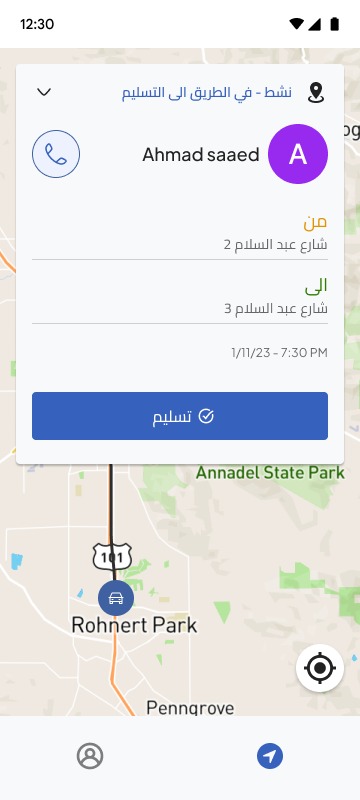 12:30
نشط - في الطريق الى التسليم
Ahmad saaed
A
من
شارع عبد السلام 2
الى
شارع عبد السلام 3
1/11/23 - 7:30 PM
تسليم
Annadel State Park
101
Rohnert Park
Penngrove